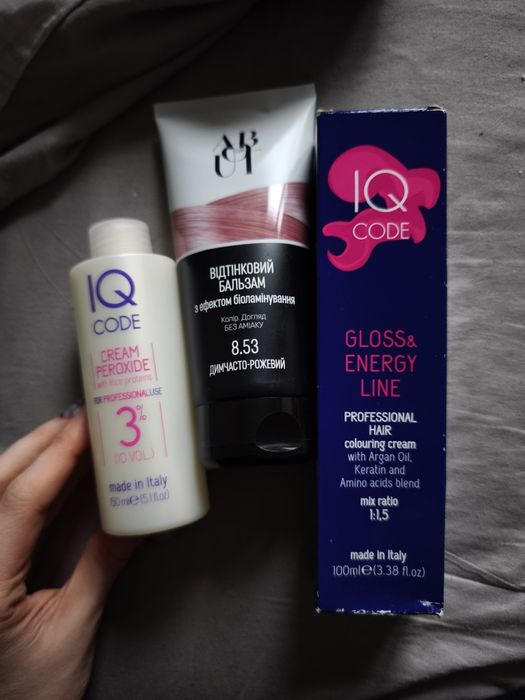 IQ
CODE
CREAM
PEROXIDE
with Rice proteins
FOR PROFESSIONAL USE
3%
(10 VOL.)
made in Italy
150 ml e (5.1 fl.oz)
ВІДТІНКОВИЙ
БАЛЬЗАМ
з ефектом біоламінування
Колір. Догляд
БЕЗ АМІАКУ
8.53
ДИМЧАСТО-РОЖЕВИЙ
IQ
CODE
GLOSS&
ENERGY
LINE
PROFESSIONAL
HAIR
colouring cream
with Argan Oil,
Keratin and
Amino acids blend
mix ratio
1:1,5
made in Italy
100ml e (3.38 fl.oz)